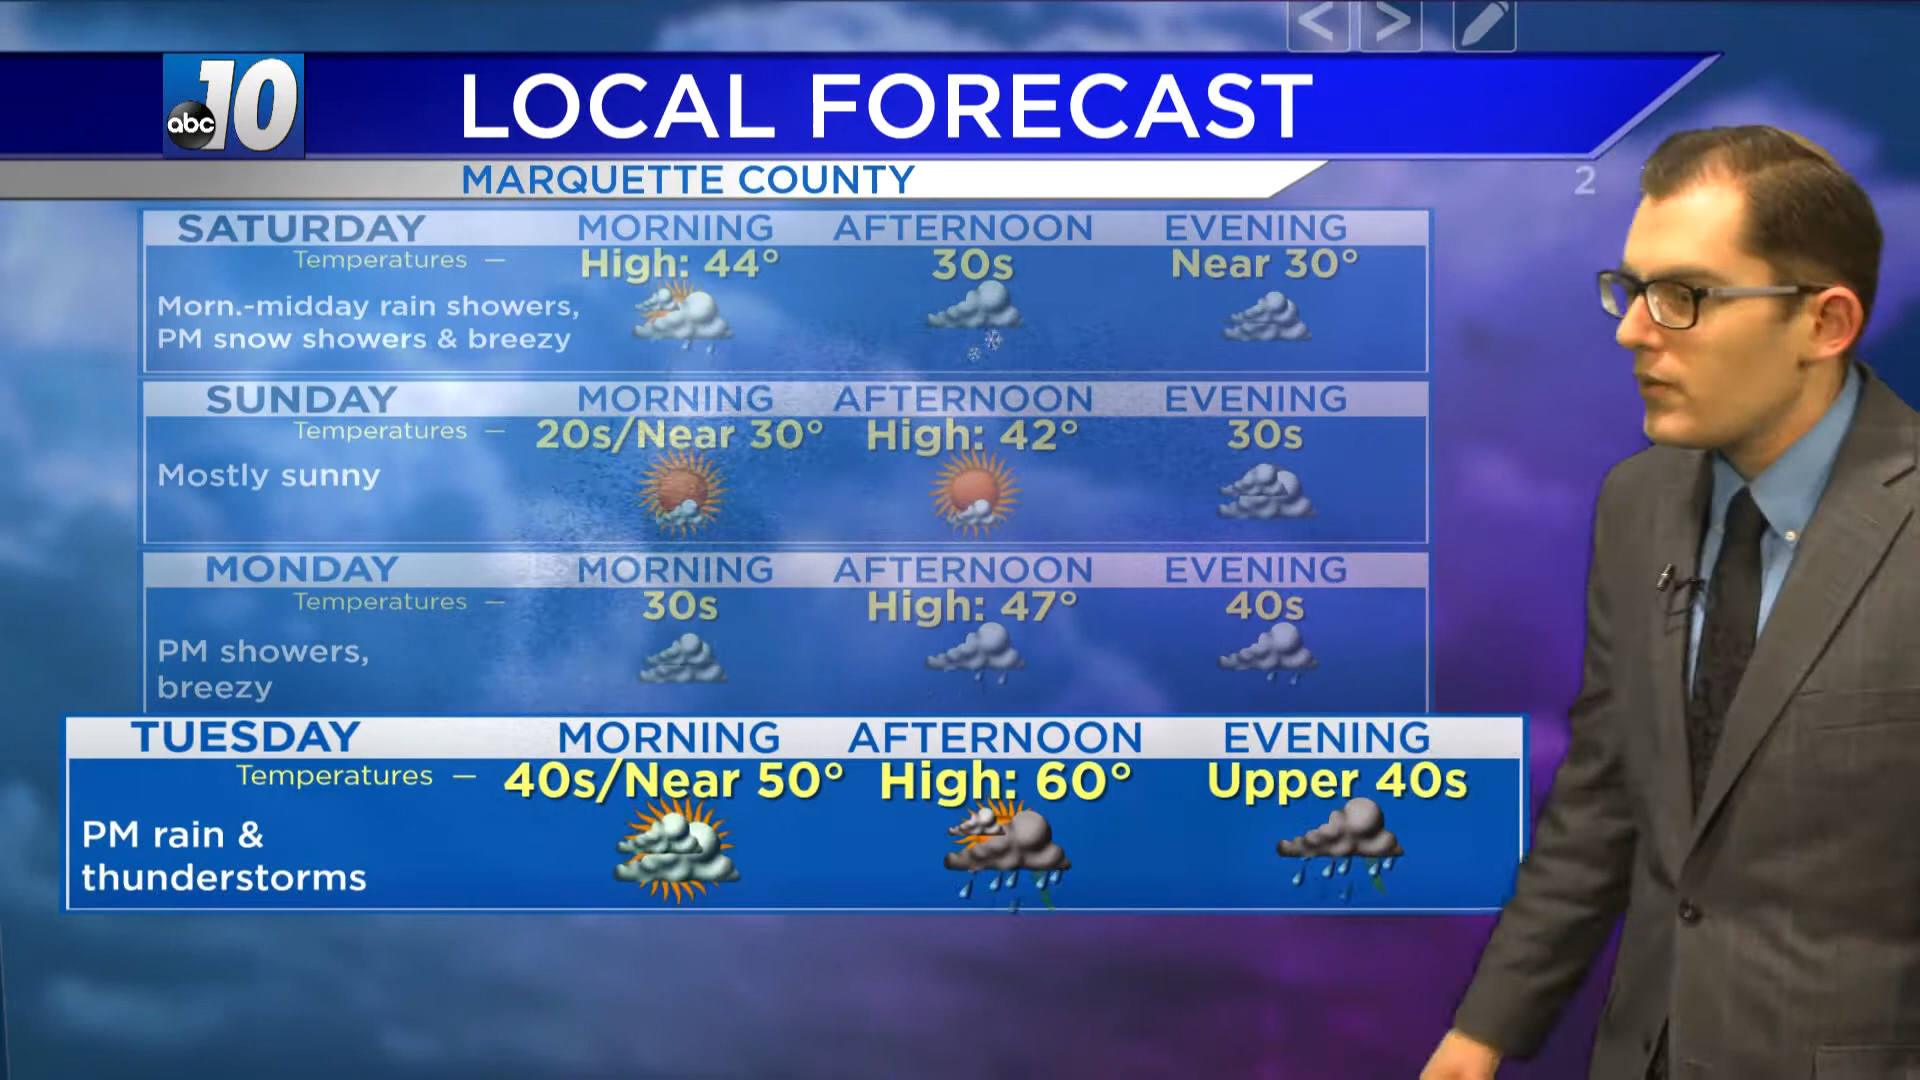 abc 10
LOCAL FORECAST
MARQUETTE COUNTY
2
SATURDAY MORNING AFTERNOON EVENING
Temperatures — High: 44° 30s Near 30°
Morn.-midday rain showers,
PM snow showers & breezy
SUNDAY MORNING AFTERNOON EVENING
Temperatures — 20s/Near 30° High: 42° 30s
Mostly sunny
MONDAY MORNING AFTERNOON EVENING
Temperatures — 30s High: 47° 40s
PM showers,
breezy
TUESDAY MORNING AFTERNOON EVENING
Temperatures — 40s/Near 50° High: 60° Upper 40s
PM rain &
thunderstorms